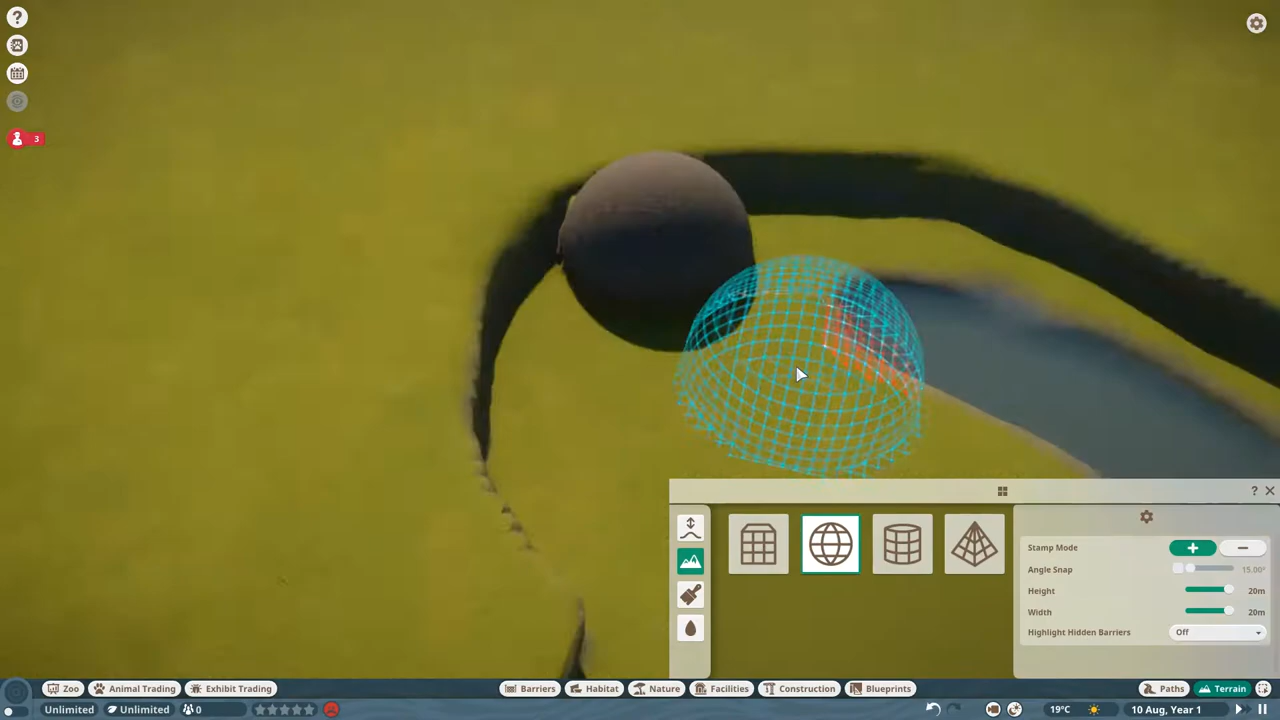 ?
3
?
Stamp Mode
Angle Snap 15.00°
Height 20m
Width 20m
Highlight Hidden Barriers Off
Zoo Animal Trading Exhibit Trading Barriers Habitat Nature Facilities Construction Blueprints Paths Terrain
Unlimited Unlimited 0 19°C 10 Aug, Year 1